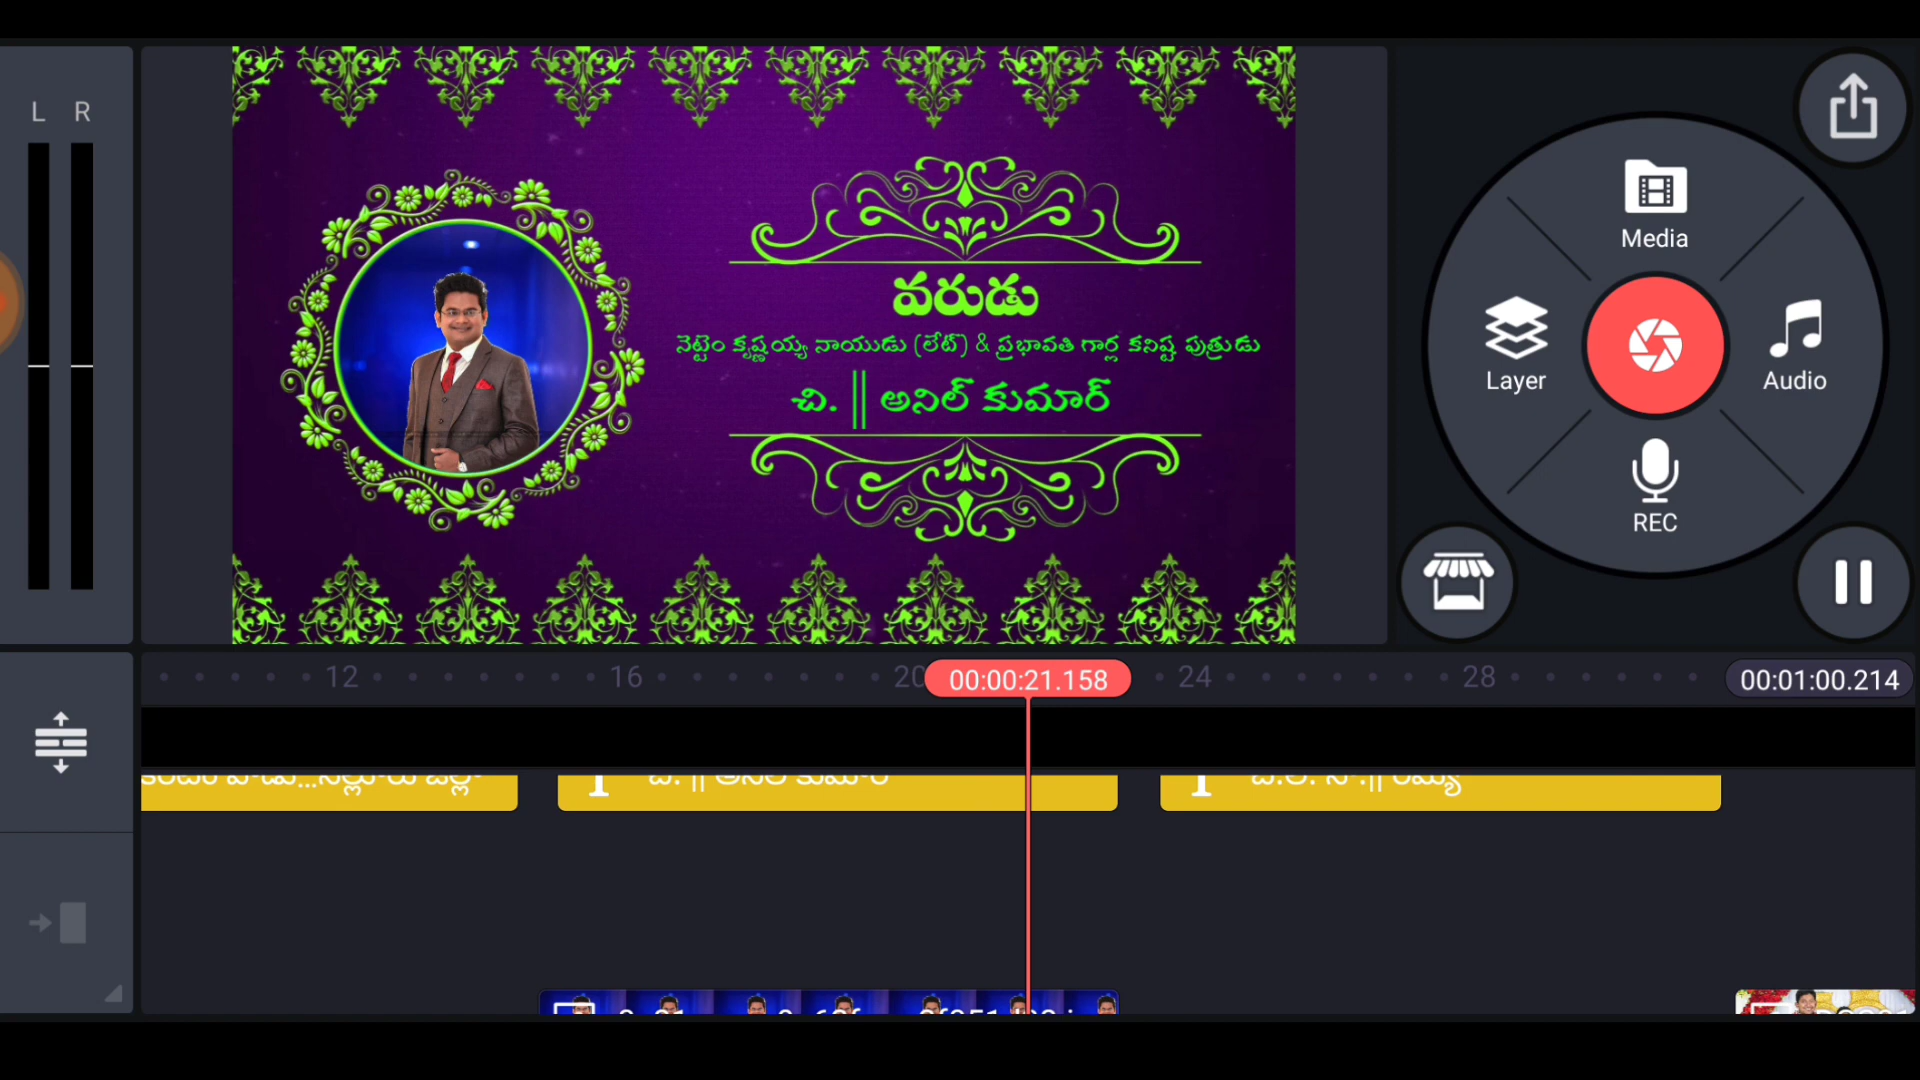 L R
వరుడు
నెట్టెం కృష్ణయ్య నాయుడు (లేట్) & ప్రభావతి గార్ల కనిష్ట పుత్రుడు
చి. || అనిల్ కుమార్
Media
Layer
Audio
REC
12 16 20 00:00:21.158 24 28 00:01:00.214